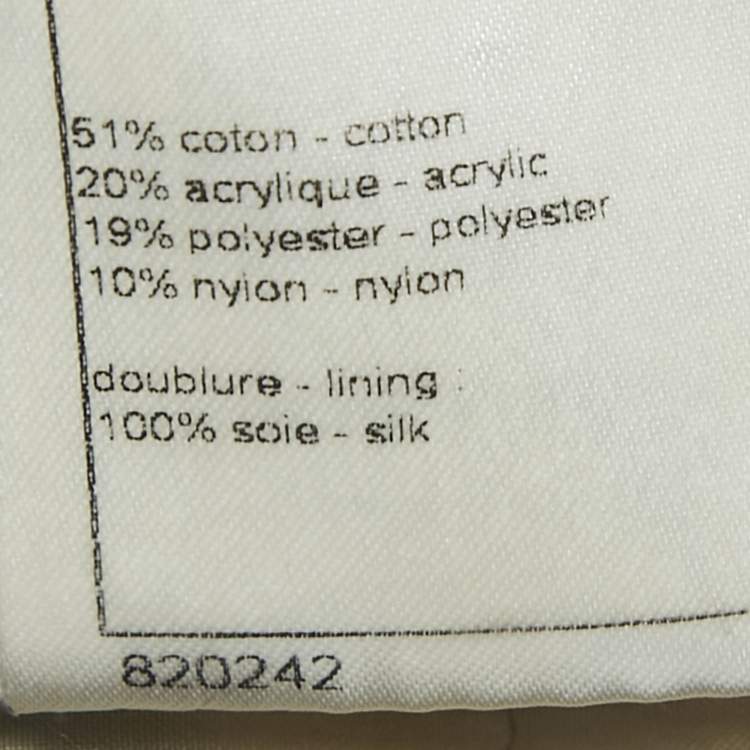 51% coton - cotton
20% acrylique - acrylic
19% polyester - polyester
10% nylon - nylon
doublure - lining :
100% soie - silk
820242